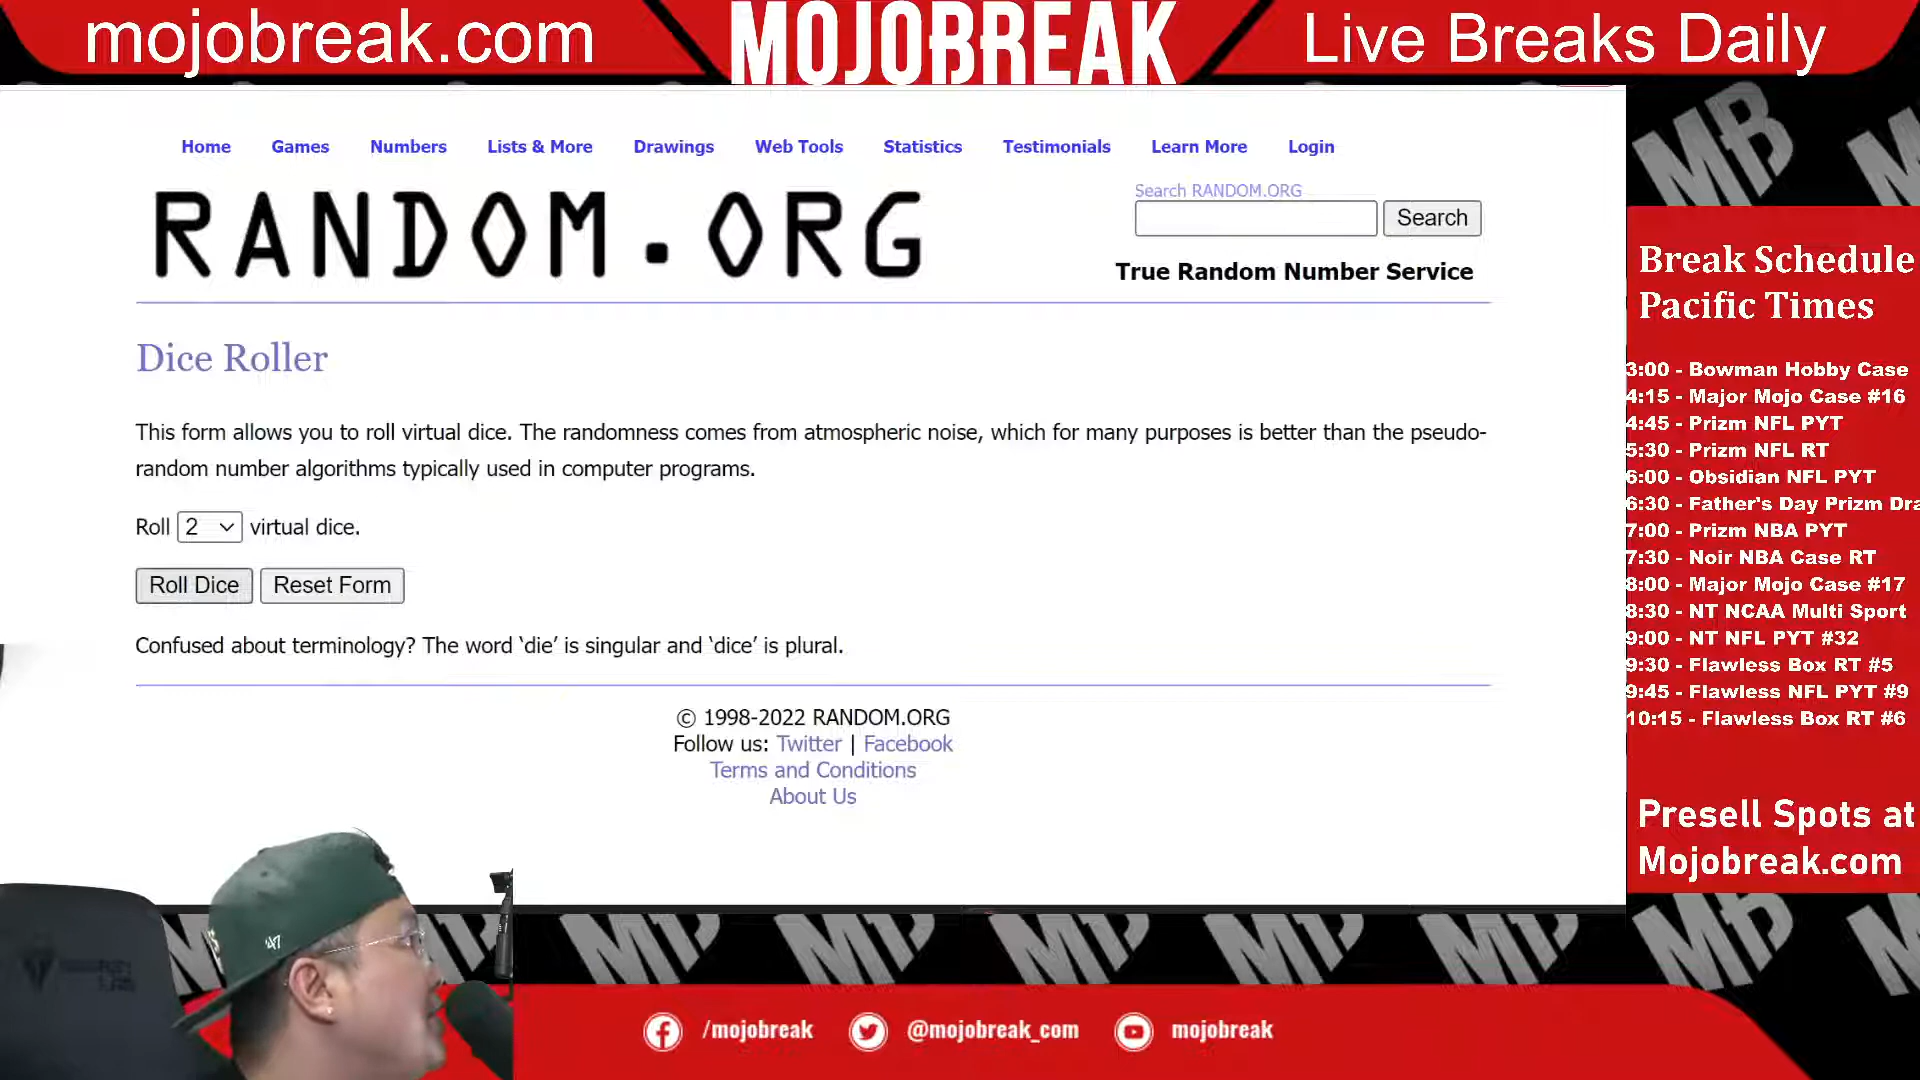 mojobreak.com
MOJOBREAK
Live Breaks Daily
Home Games Numbers Lists & More Drawings Web Tools Statistics Testimonials Learn More Login
RANDOM.ORG
Search RANDOM.ORG
Search
True Random Number Service
Dice Roller
This form allows you to roll virtual dice. The randomness comes from atmospheric noise, which for many purposes is better than the pseudo-
random number algorithms typically used in computer programs.
Roll 2 virtual dice.
Roll Dice Reset Form
Confused about terminology? The word ‘die’ is singular and ‘dice’ is plural.
© 1998-2022 RANDOM.ORG
Follow us: Twitter | Facebook
Terms and Conditions
About Us
MB
Break Schedule
Pacific Times
3:00 - Bowman Hobby Case
4:15 - Major Mojo Case #16
4:45 - Prizm NFL PYT
5:30 - Prizm NFL RT
6:00 - Obsidian NFL PYT
6:30 - Father's Day Prizm Dra
7:00 - Prizm NBA PYT
7:30 - Noir NBA Case RT
8:00 - Major Mojo Case #17
8:30 - NT NCAA Multi Sport
9:00 - NT NFL PYT #32
9:30 - Flawless Box RT #5
9:45 - Flawless NFL PYT #9
10:15 - Flawless Box RT #6
Presell Spots at
Mojobreak.com
MB MB MB MB MB MB
47
/mojobreak
@mojobreak_com
mojobreak